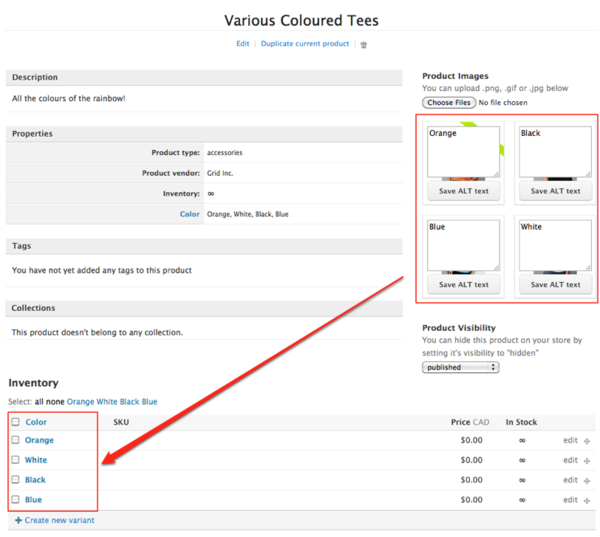 Various Coloured Tees
Edit | Duplicate current product |
Description
All the colours of the rainbow!
Properties
Product type: accessories
Product vendor: Grid Inc.
Inventory: ∞
Color Orange, White, Black, Blue
Tags
You have not yet added any tags to this product
Collections
This product doesn't belong to any collection.
Product Images
You can upload .png, .gif or .jpg below
Choose Files No file chosen
Orange
Black
Save ALT text
Save ALT text
Blue
White
Save ALT text
Save ALT text
Product Visibility
You can hide this product on your store by
setting it's visibility to "hidden"
published
Inventory
Select: all none Orange White Black Blue
Color SKU Price CAD In Stock
Orange $0.00 ∞ edit
White $0.00 ∞ edit
Black $0.00 ∞ edit
Blue $0.00 ∞ edit
+ Create new variant